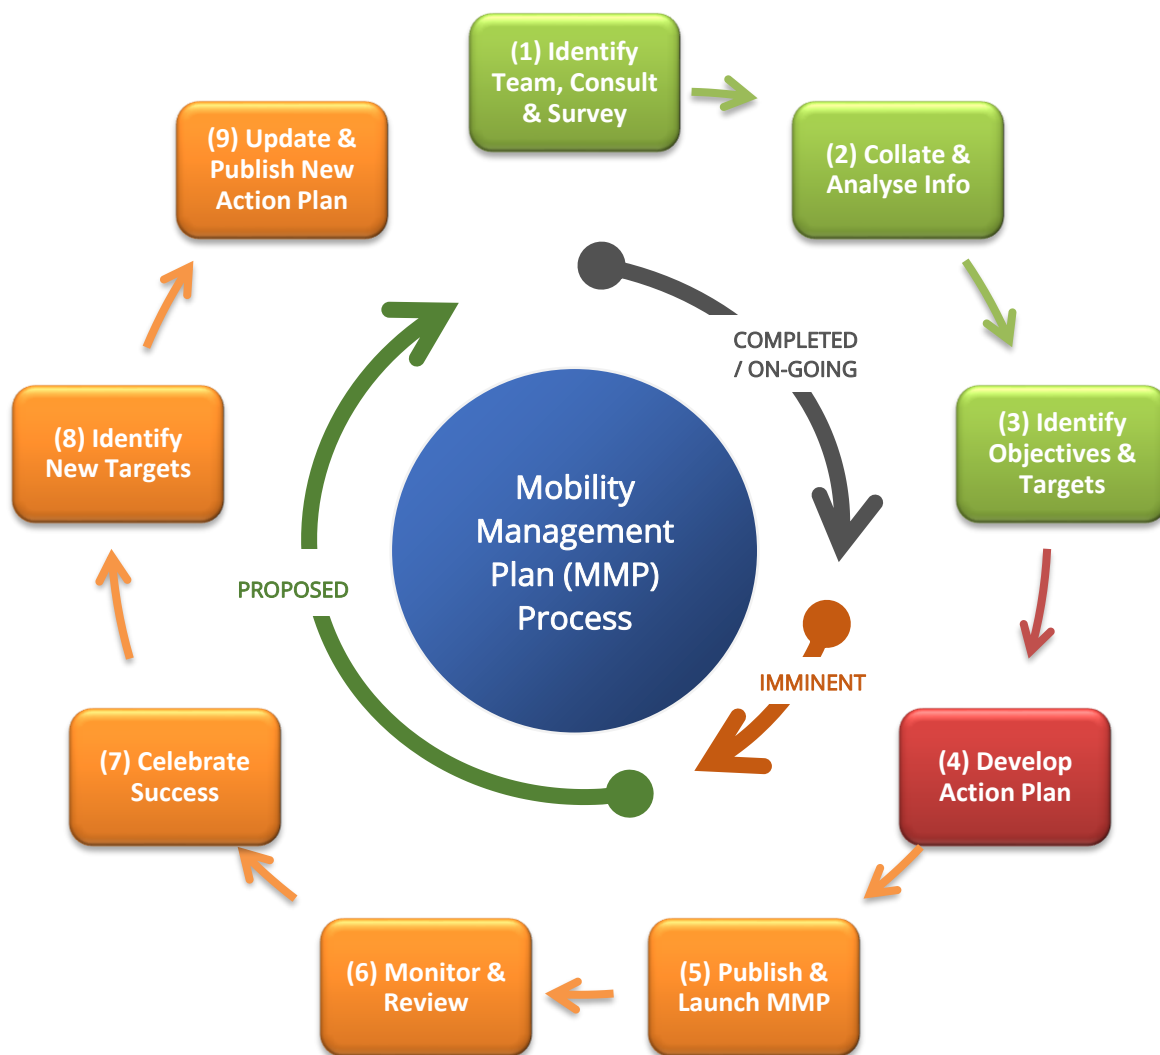 (1) Identify
Team, Consult
& Survey
(2) Collate &
Analyse Info
(3) Identify
Objectives &
Targets
(4) Develop
Action Plan
(5) Publish &
Launch MMP
(6) Monitor &
Review
(7) Celebrate
Success
(8) Identify
New Targets
(9) Update &
Publish New
Action Plan
COMPLETED
/ ON-GOING
IMMINENT
PROPOSED
Mobility
Management
Plan (MMP)
Process